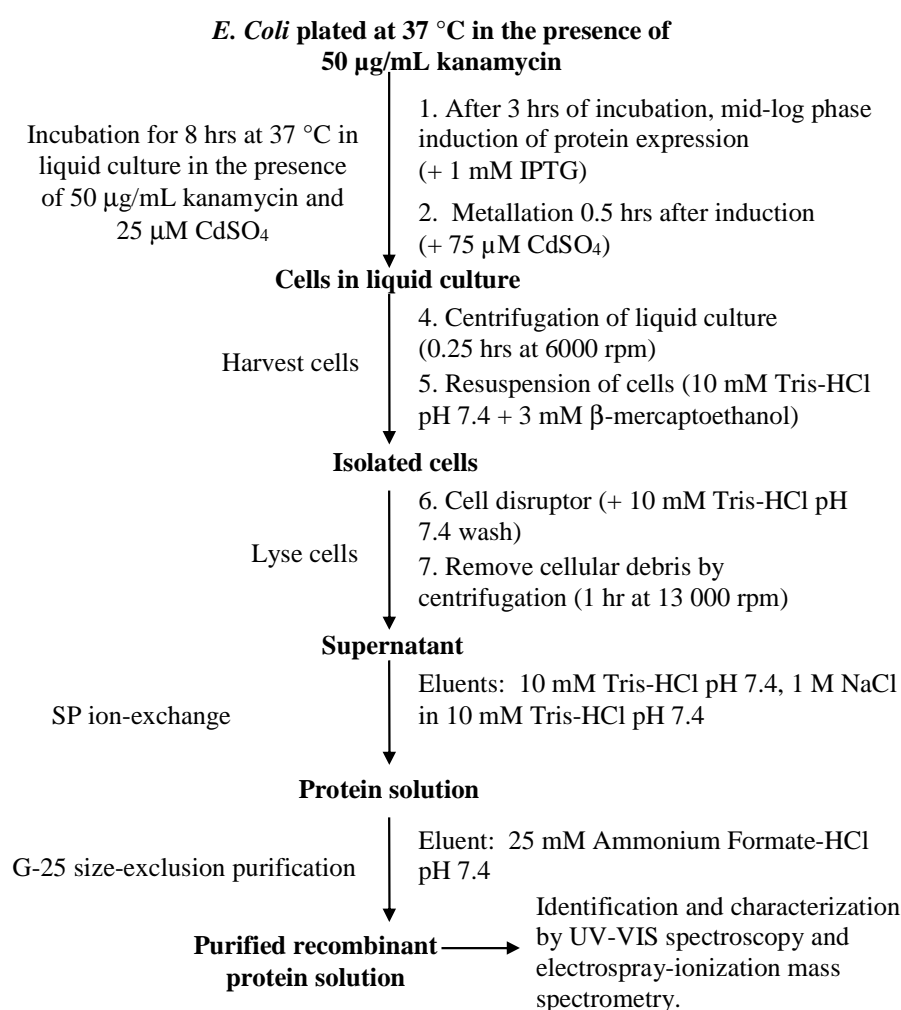 E. Coli plated at 37 °C in the presence of
50 µg/mL kanamycin
Incubation for 8 hrs at 37 °C in
liquid culture in the presence
of 50 µg/mL kanamycin and
25 µM CdSO₄
1. After 3 hrs of incubation, mid-log phase
induction of protein expression
(+ 1 mM IPTG)
2. Metallation 0.5 hrs after induction
(+ 75 µM CdSO₄)
Cells in liquid culture
Harvest cells
4. Centrifugation of liquid culture
(0.25 hrs at 6000 rpm)
5. Resuspension of cells (10 mM Tris-HCl
pH 7.4 + 3 mM β-mercaptoethanol)
Isolated cells
Lyse cells
6. Cell disruptor (+ 10 mM Tris-HCl pH
7.4 wash)
7. Remove cellular debris by
centrifugation (1 hr at 13 000 rpm)
Supernatant
SP ion-exchange
Eluents: 10 mM Tris-HCl pH 7.4, 1 M NaCl
in 10 mM Tris-HCl pH 7.4
Protein solution
G-25 size-exclusion purification
Eluent: 25 mM Ammonium Formate-HCl
pH 7.4
Purified recombinant
protein solution
Identification and characterization
by UV-VIS spectroscopy and
electrospray-ionization mass
spectrometry.